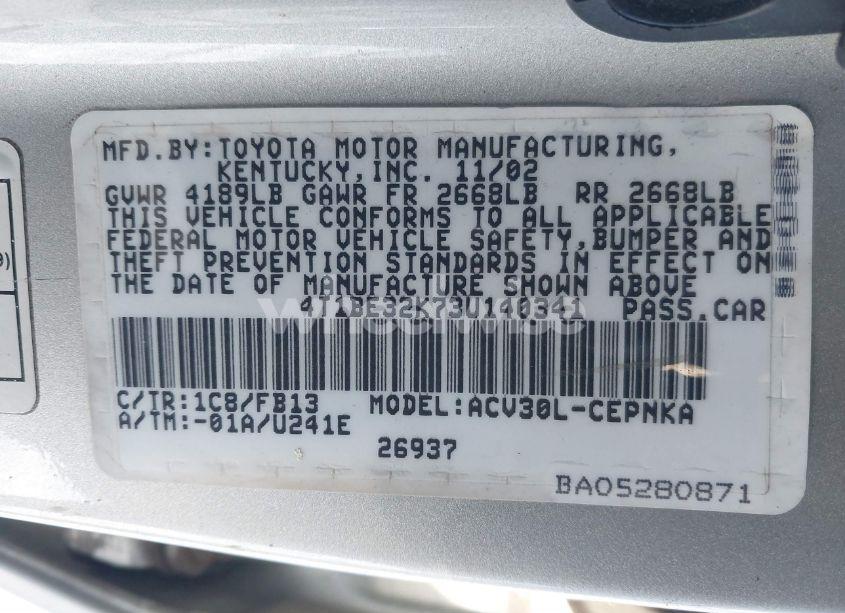 MFD.BY:TOYOTA MOTOR MANUFACTURING,
KENTUCKY,INC. 11/02
GVWR 4189LB GAWR FR 2668LB RR 2668LB
THIS VEHICLE CONFORMS TO ALL APPLICABLE
FEDERAL MOTOR VEHICLE SAFETY,BUMPER AND
THEFT PREVENTION STANDARDS IN EFFECT ON
THE DATE OF MANUFACTURE SHOWN ABOVE
4T1BE32K73U140341 PASS.CAR
C/TR:1C8/FB13 MODEL:ACV30L-CEPNKA
A/TM:-01A/U241E
26937
BA05280871
9)